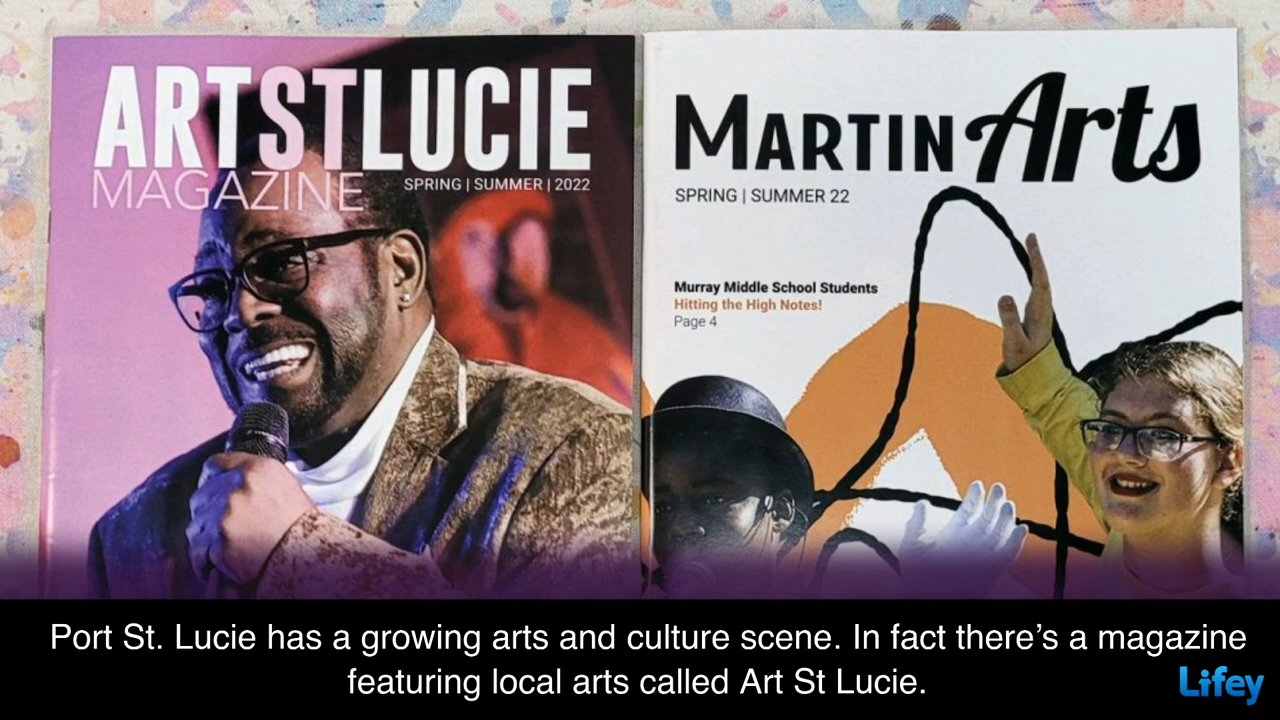 ARTSTLUCIE
MAGAZINE
SPRING | SUMMER | 2022
MARTIN Arts
SPRING | SUMMER 22
Murray Middle School Students
Hitting the High Notes!
Page 4
Port St. Lucie has a growing arts and culture scene. In fact there’s a magazine
featuring local arts called Art St Lucie.
Lifey